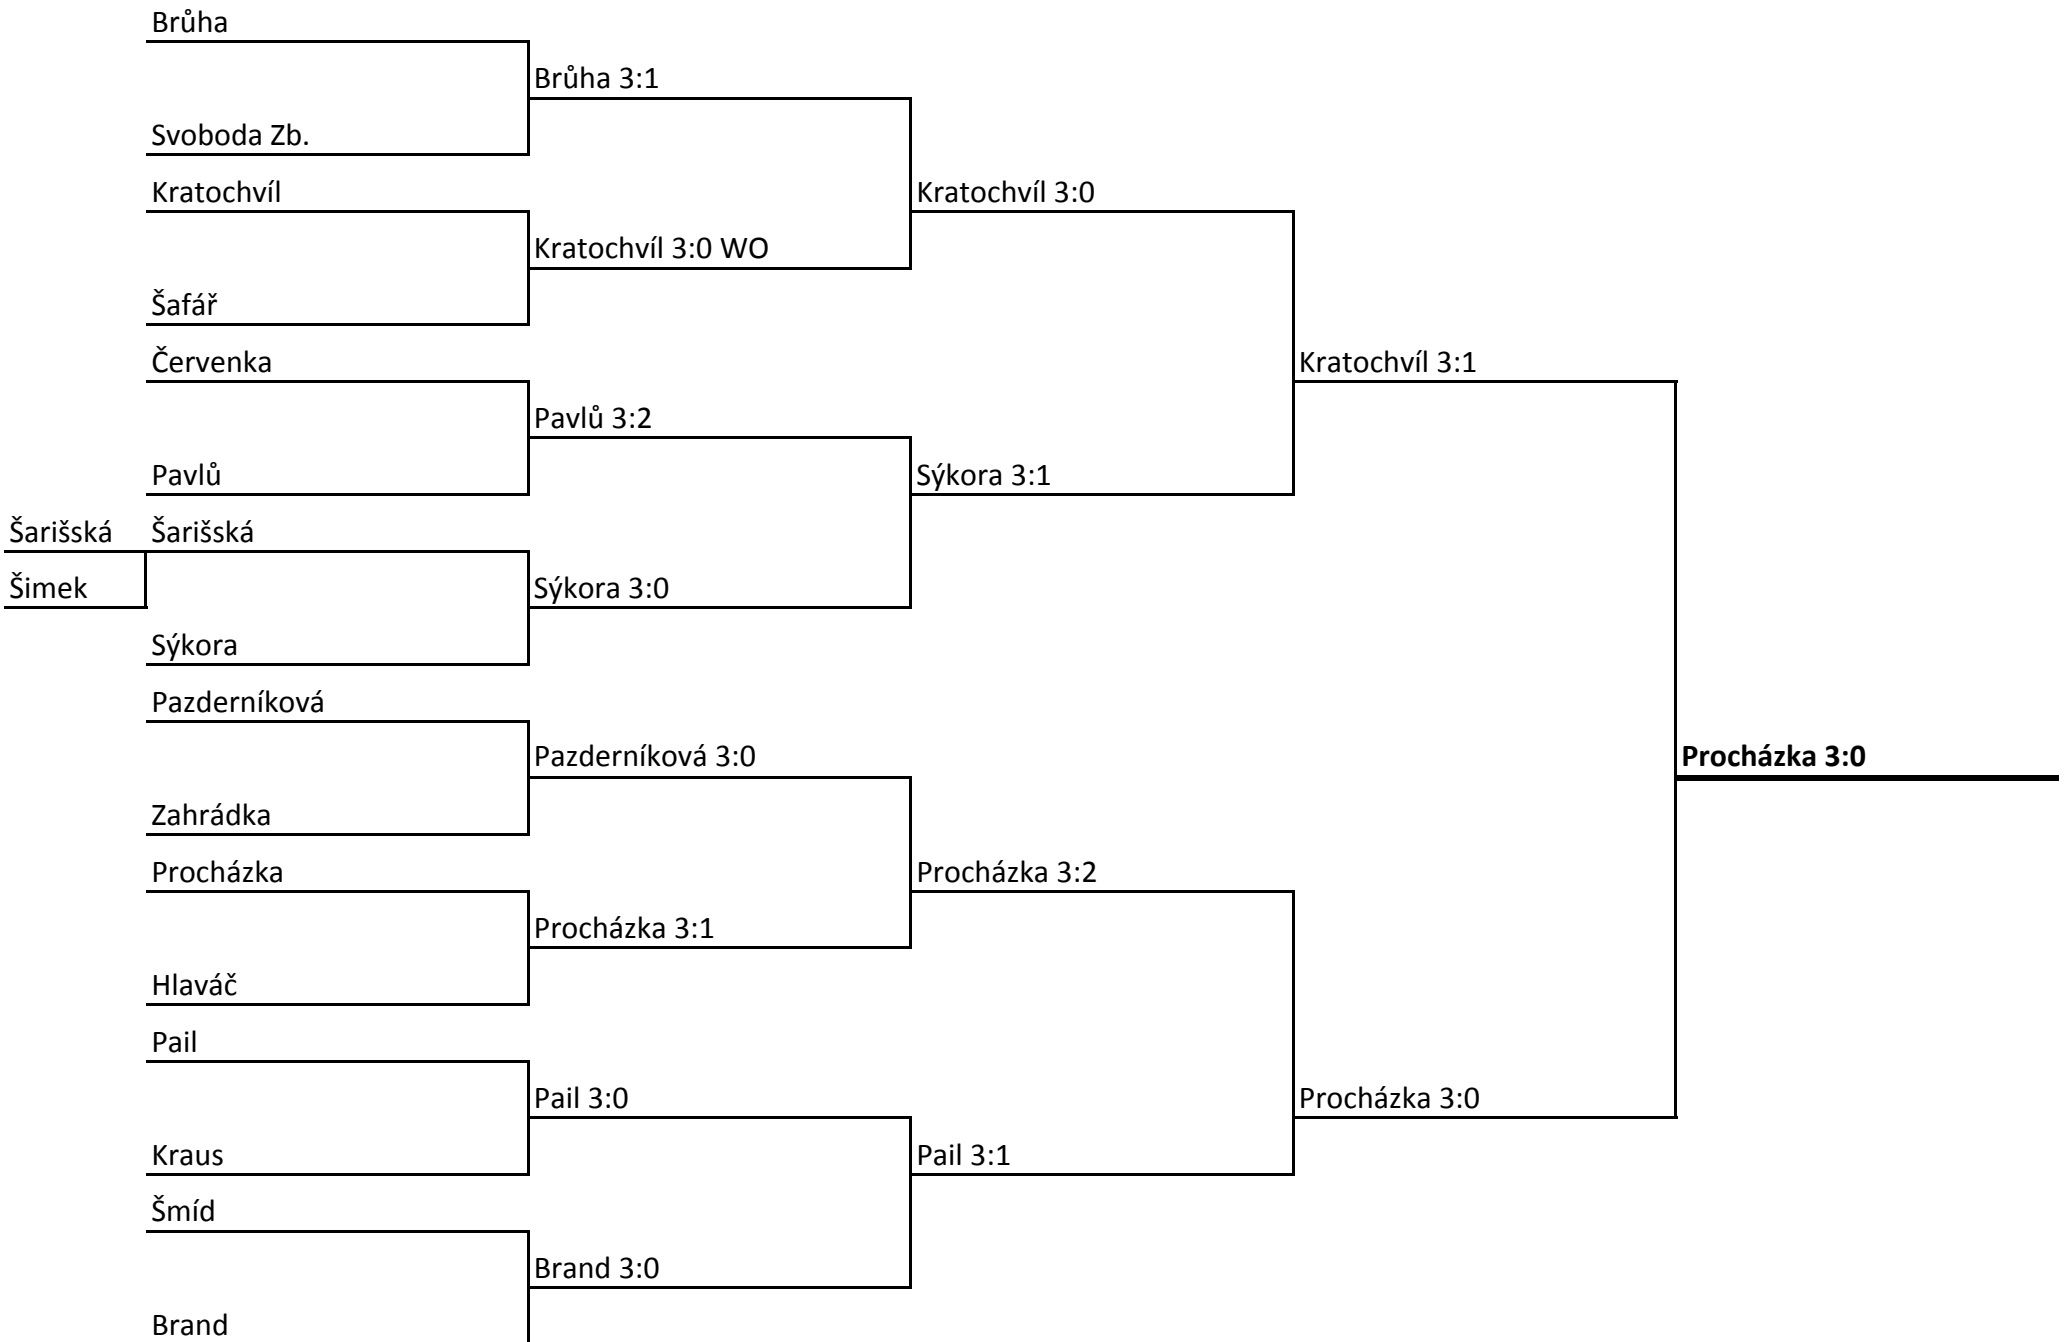 Brůha
Brůha 3:1
Svoboda Zb.
Kratochvíl
Kratochvíl 3:0
Kratochvíl 3:0 WO
Šafář
Červenka
Kratochvíl 3:1
Pavlů 3:2
Pavlů
Sýkora 3:1
Šarišská
Šarišská
Šimek
Sýkora 3:0
Sýkora
Pazderníková
Pazderníková 3:0
Procházka 3:0
Zahrádka
Procházka
Procházka 3:2
Procházka 3:1
Hlaváč
Pail
Pail 3:0
Procházka 3:0
Kraus
Pail 3:1
Šmíd
Brand 3:0
Brand